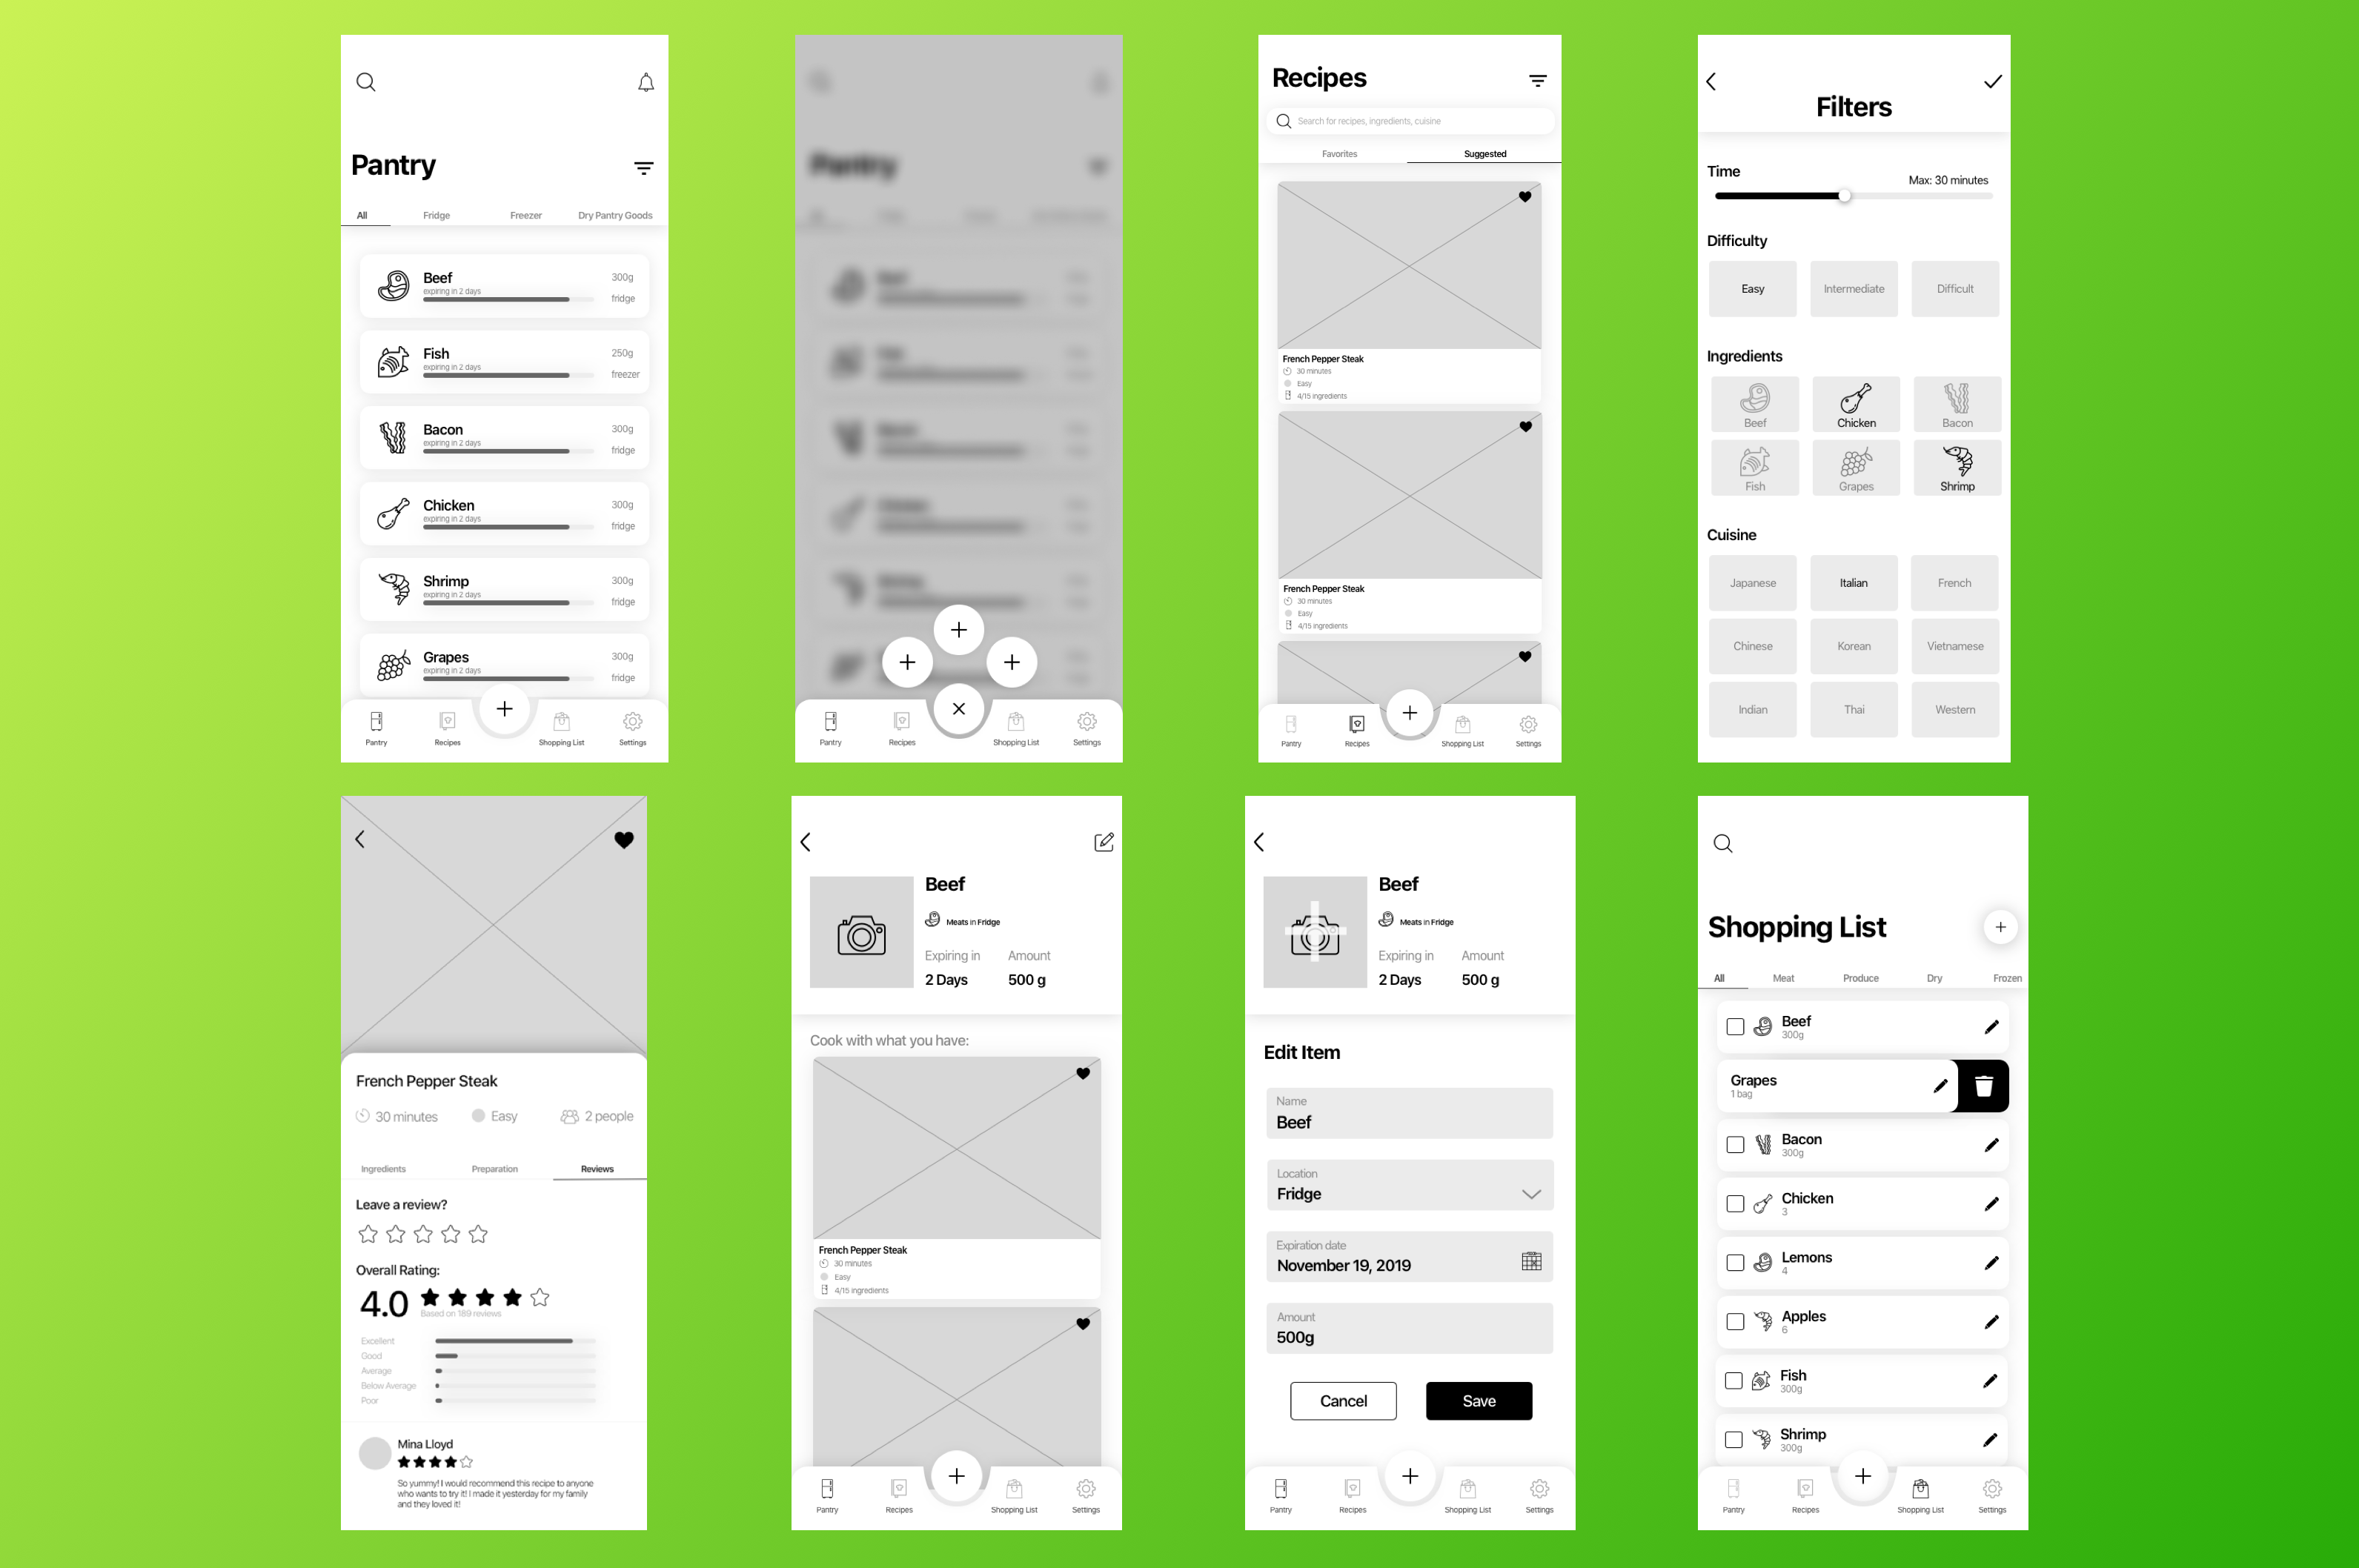 Pantry
All Fridge Freezer Dry Pantry Goods
Beef 300g
expiring in 2 days
fridge
Fish 250g
expiring in 2 days
freezer
Bacon 300g
expiring in 2 days
fridge
Chicken 300g
expiring in 2 days
fridge
Shrimp 300g
expiring in 2 days
fridge
Grapes 300g
expiring in 2 days
fridge
Pantry Recipes Shopping List Settings
Pantry
Beef
Bacon
Chicken
Shrimp
Pantry Recipes Shopping List Settings
Recipes
Search for recipes, ingredients, cuisine
Favorites Suggested
French Pepper Steak
30 minutes
Easy
4/15 ingredients
French Pepper Steak
30 minutes
Easy
4/15 ingredients
Pantry Recipes Shopping List Settings
Filters
Time
Max: 30 minutes
Difficulty
Easy Intermediate Difficult
Ingredients
Beef Chicken Bacon
Fish Grapes Shrimp
Cuisine
Japanese Italian French
Chinese Korean Vietnamese
Indian Thai Western
French Pepper Steak
30 minutes Easy 2 people
Ingredients Preparation Reviews
Leave a review?
Overall Rating:
4.0
Based on 189 reviews
Excellent
Good
Average
Below Average
Poor
Mina Lloyd
So yummy! I would recommend this recipe to anyone
who wants to try it! I made it yesterday for my family
and they loved it!
Beef
Meats in Fridge
Expiring in Amount
2 Days 500 g
Cook with what you have:
French Pepper Steak
30 minutes
Easy
4/15 ingredients
Pantry Recipes Shopping List Settings
Beef
Meats in Fridge
Expiring in Amount
2 Days 500 g
Edit Item
Name
Beef
Location
Fridge
Expiration date
November 19, 2019
Amount
500g
Cancel Save
Pantry Recipes Shopping List Settings
Shopping List
All Meat Produce Dry Frozen
Beef
300g
Grapes
1 bag
Bacon
300g
Chicken
3
Lemons
4
Apples
6
Fish
300g
Shrimp
300g
Pantry Recipes Shopping List Settings